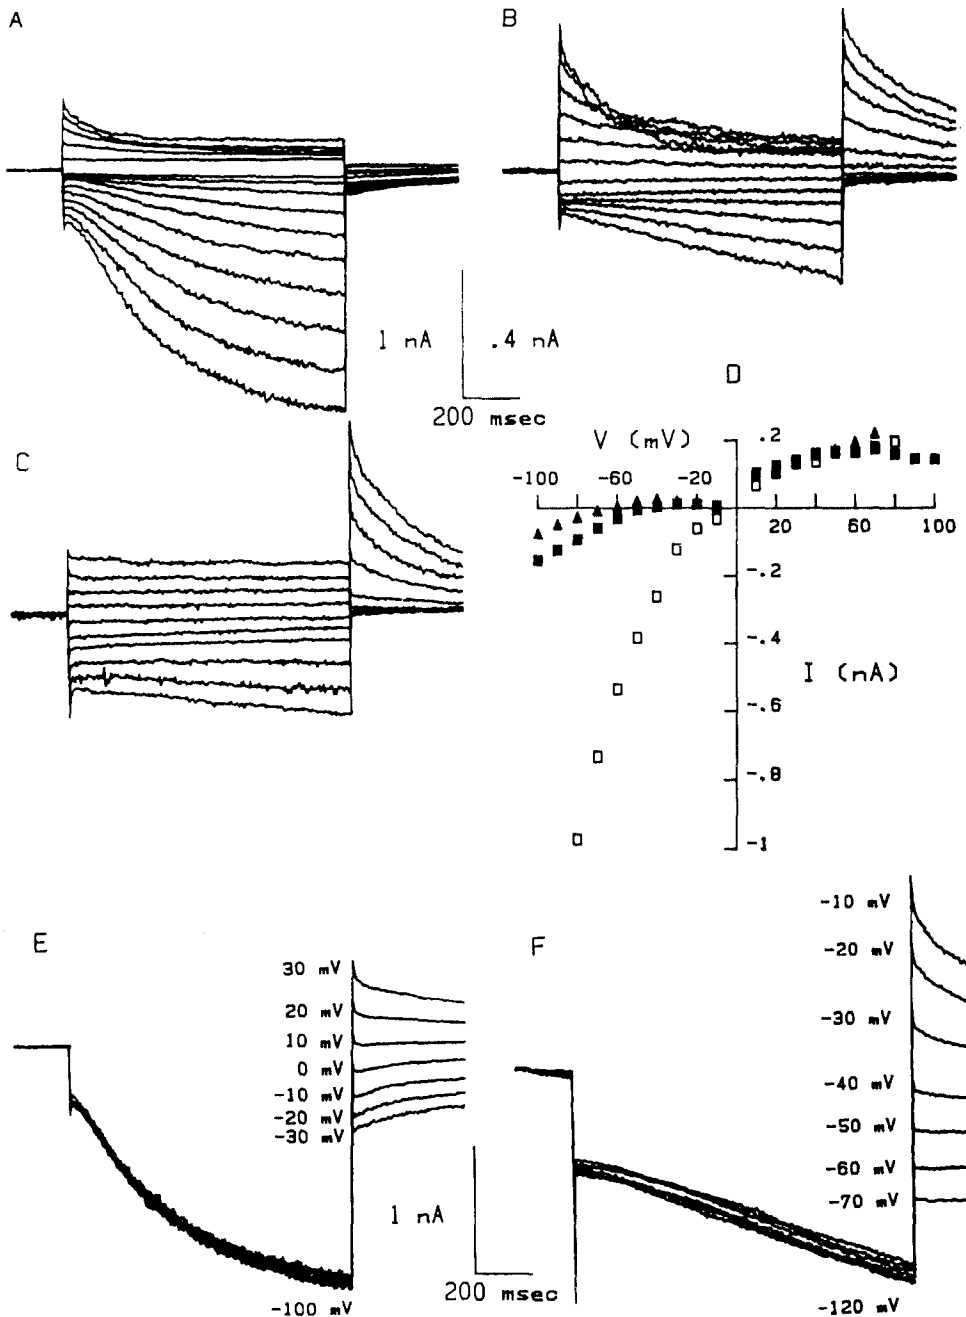 A
B
1 nA
.4 nA
200 msec
C
D
V (mV)
-100 -60 -20
.2
20 60 100
-.2
-.4
-.6
-.8
-1
I (nA)
E
30 mV
20 mV
10 mV
0 mV
-10 mV
-20 mV
-30 mV
-100 mV
1 nA
200 msec
F
-10 mV
-20 mV
-30 mV
-40 mV
-50 mV
-60 mV
-70 mV
-120 mV